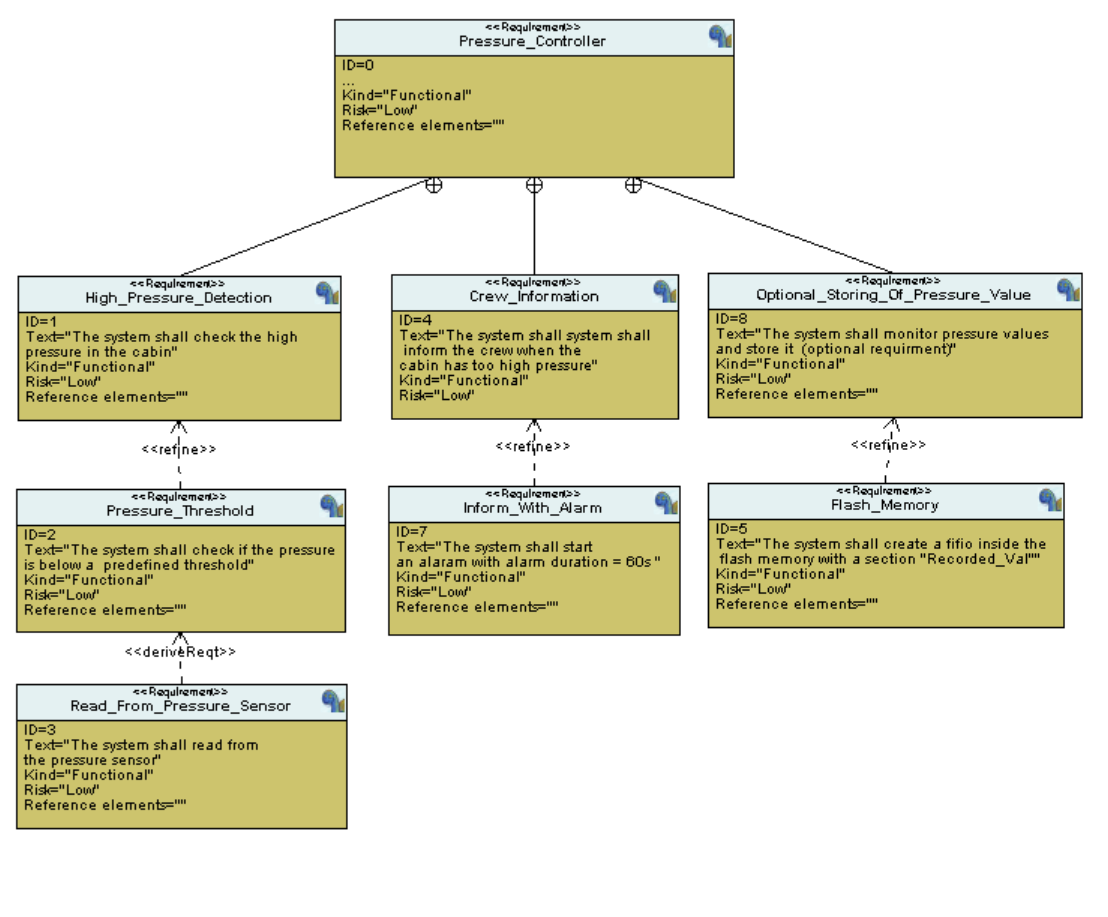 <<Requirement>>
Pressure_Controller
ID=0
...
Kind="Functional"
Risk="Low"
Reference elements=""
<<Requirement>>
High_Pressure_Detection
ID=1
Text="The system shall check the high
pressure in the cabin"
Kind="Functional"
Risk="Low"
Reference elements=""
<<Requirement>>
Crew_Information
ID=4
Text="The system shall system shall
inform the crew when the
cabin has too high pressure"
Kind="Functional"
Risk="Low"
<<Requirement>>
Optional_Storing_Of_Pressure_Value
ID=8
Text="The system shall monitor pressure values
and store it (optional requirment)"
Kind="Functional"
Risk="Low"
Reference elements=""
<<refine>>
<<refine>>
<<refine>>
<<Requirement>>
Pressure_Threshold
ID=2
Text="The system shall check if the pressure
is below a predefined threshold"
Kind="Functional"
Risk="Low"
Reference elements=""
<<Requirement>>
Inform_With_Alarm
ID=7
Text="The system shall start
an alaram with alarm duration = 60s "
Kind="Functional"
Risk="Low"
Reference elements=""
<<Requirement>>
Flash_Memory
ID=5
Text="The system shall create a fifio inside the
flash memory with a section "Recorded_Val""
Kind="Functional"
Risk="Low"
Reference elements=""
<<deriveReqt>>
<<Requirement>>
Read_From_Pressure_Sensor
ID=3
Text="The system shall read from
the pressure sensor"
Kind="Functional"
Risk="Low"
Reference elements=""